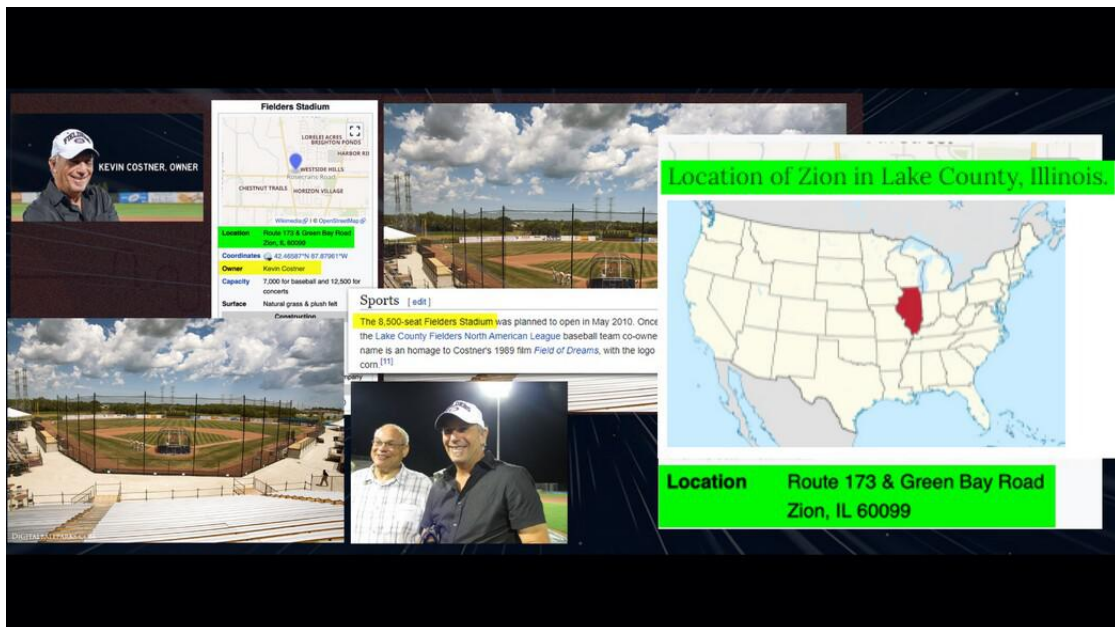 KEVIN COSTNER, OWNER
Fielders Stadium
LORELEI ACRES
BRIGHTON PONDS
HARBOR RD
WESTSIDE HILLS
CHESTNUT TRAILS
HORIZON VILLAGE
Wikimedia | © OpenStreetMap
Location Route 173 & Green Bay Road
Zion, IL 60099
Coordinates 42.46587°N 87.87961°W
Owner Kevin Costner
Capacity 7,000 for baseball and 12,500 for
concerts
Surface Natural grass & plush felt
Construction
Sports [ edit ]
The 8,500-seat Fielders Stadium was planned to open in May 2010. Once
the Lake County Fielders North American League baseball team co-owne
name is an homage to Costner's 1989 film Field of Dreams, with the logo
corn.[11]
DIGITALBALLPARKS.COM
Location of Zion in Lake County, Illinois.
Location Route 173 & Green Bay Road
Zion, IL 60099